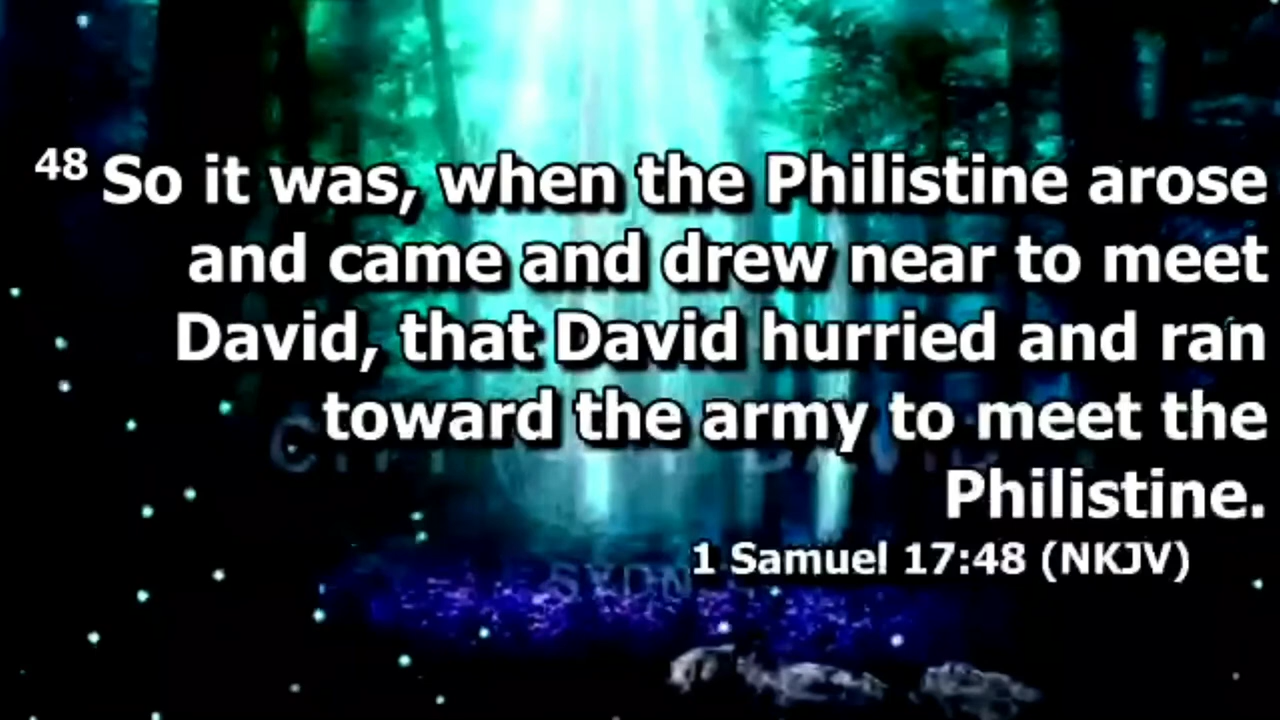 48 So it was, when the Philistine arose
and came and drew near to meet
David, that David hurried and ran
toward the army to meet the
Philistine.
1 Samuel 17:48 (NKJV)